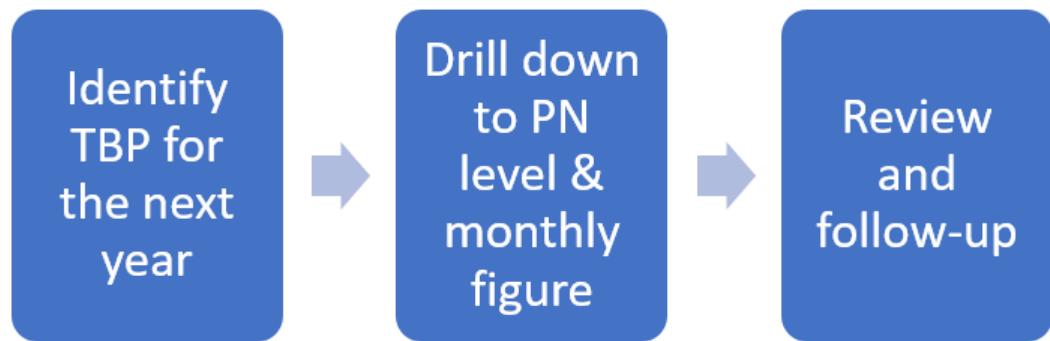 Identify
TBP for
the next
year
Drill down
to PN
level &
monthly
figure
Review
and
follow-up